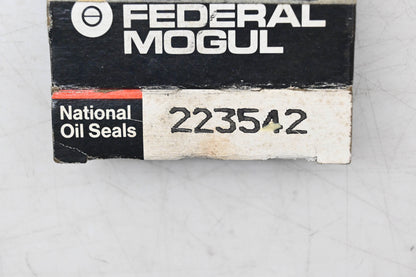 FEDERAL
MOGUL
National
Oil Seals
223542